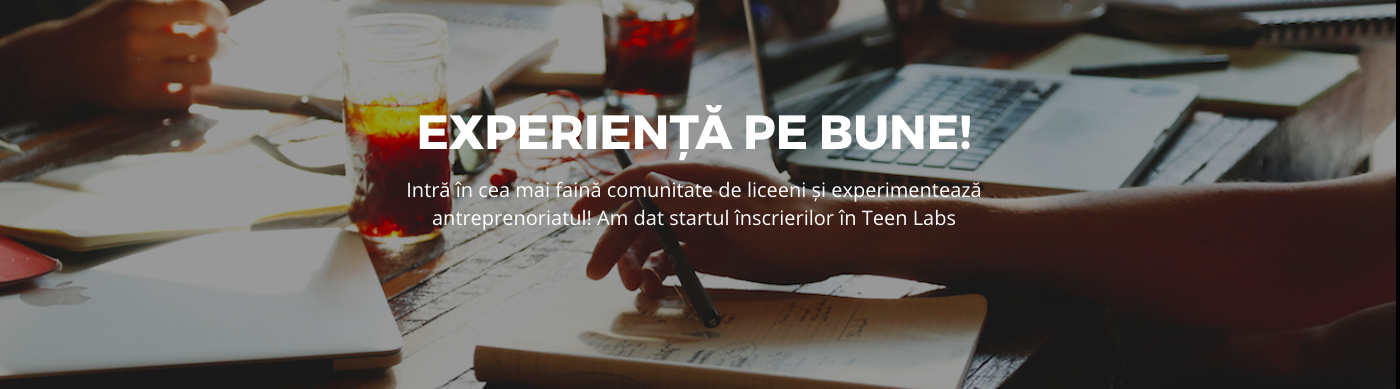 EXPERIENȚĂ PE BUNE!
Intră în cea mai faină comunitate de liceeni și experimentează
antreprenoriatul! Am dat startul înscrierilor în Teen Labs